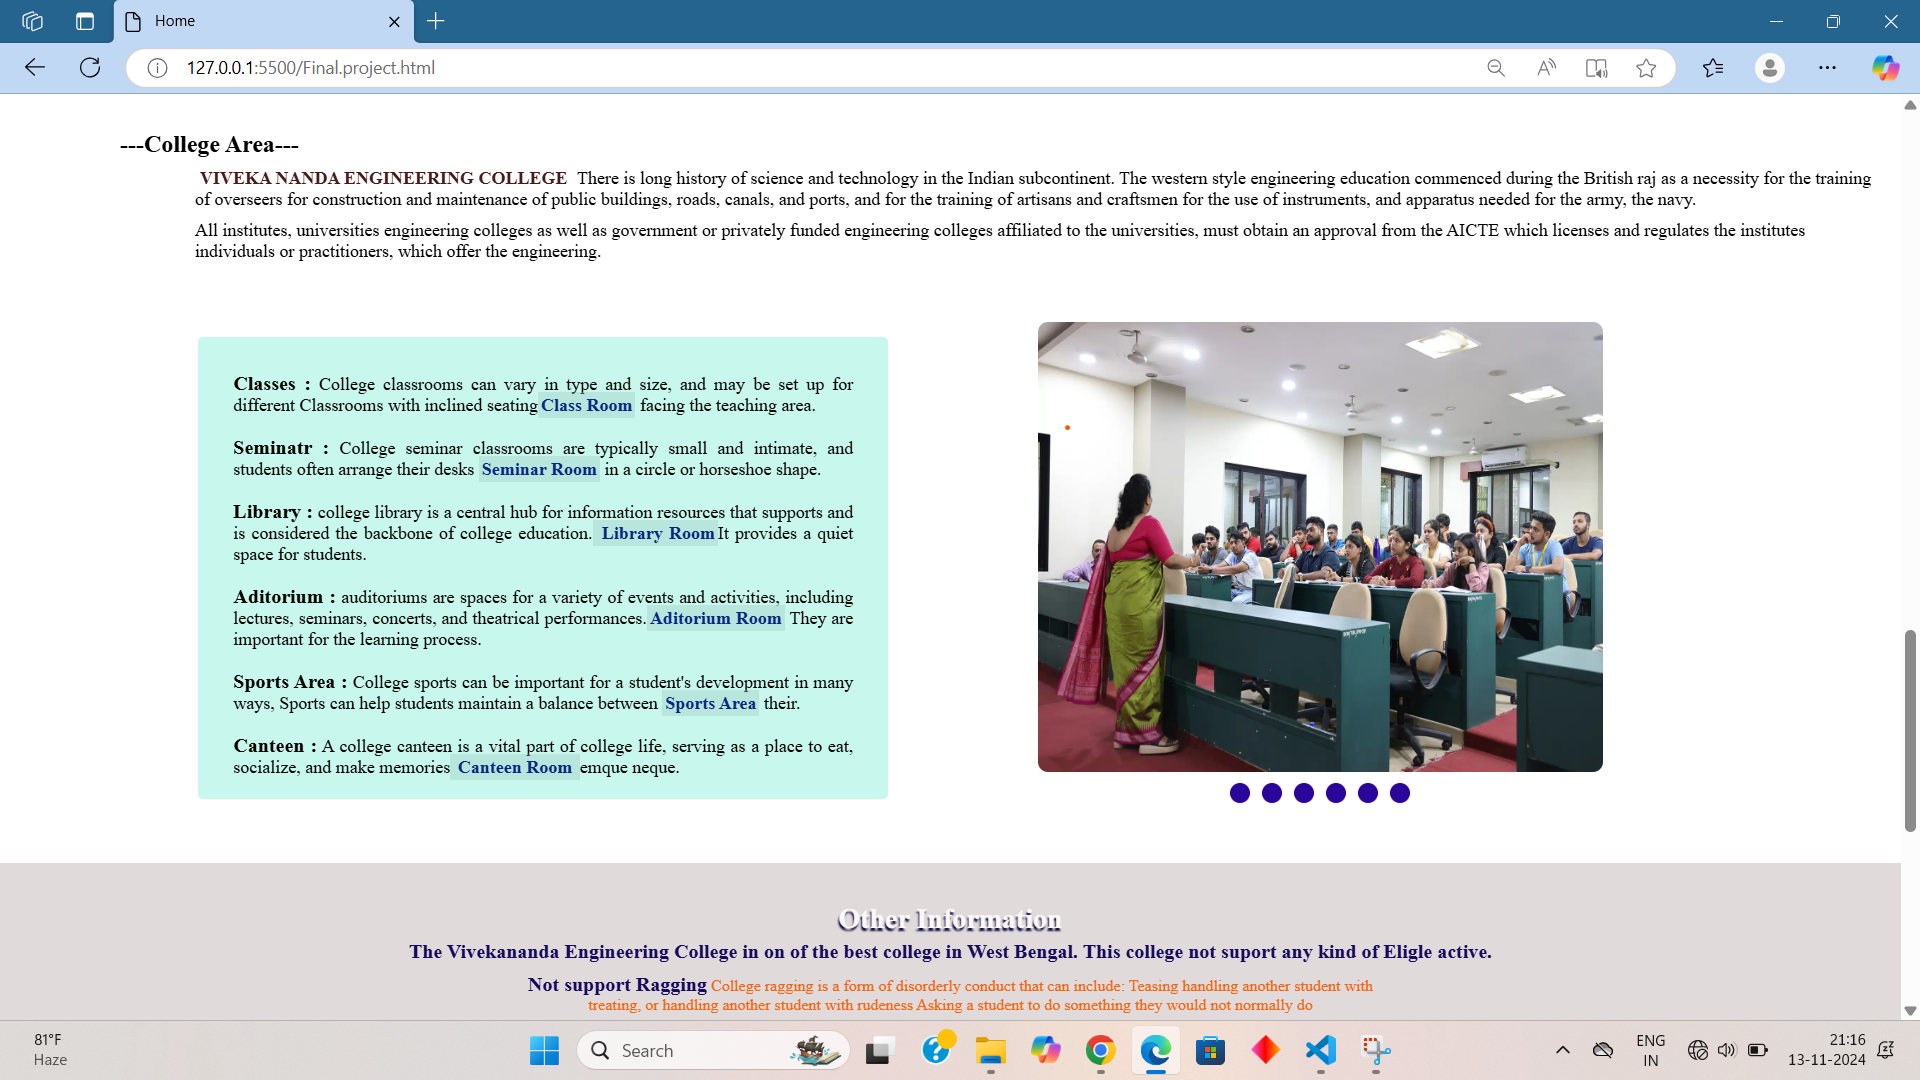 Home
127.0.0.1:5500/Final.project.html
---College Area---
VIVEKA NANDA ENGINEERING COLLEGE There is long history of science and technology in the Indian subcontinent. The western style engineering education commenced during the British raj as a necessity for the training
of overseers for construction and maintenance of public buildings, roads, canals, and ports, and for the training of artisans and craftsmen for the use of instruments, and apparatus needed for the army, the navy.
All institutes, universities engineering colleges as well as government or privately funded engineering colleges affiliated to the universities, must obtain an approval from the AICTE which licenses and regulates the institutes
individuals or practitioners, which offer the engineering.
Classes : College classrooms can vary in type and size, and may be set up for
different Classrooms with inclined seating Class Room facing the teaching area.
Seminatr : College seminar classrooms are typically small and intimate, and
students often arrange their desks Seminar Room in a circle or horseshoe shape.
Library : college library is a central hub for information resources that supports and
is considered the backbone of college education. Library Room It provides a quiet
space for students.
Aditorium : auditoriums are spaces for a variety of events and activities, including
lectures, seminars, concerts, and theatrical performances. Aditorium Room They are
important for the learning process.
Sports Area : College sports can be important for a student's development in many
ways, Sports can help students maintain a balance between Sports Area their.
Canteen : A college canteen is a vital part of college life, serving as a place to eat,
socialize, and make memories Canteen Room emque neque.
Other Information
The Vivekananda Engineering College in on of the best college in West Bengal. This college not suport any kind of Eligle active.
Not support Ragging College ragging is a form of disorderly conduct that can include: Teasing handling another student with
treating, or handling another student with rudeness Asking a student to do something they would not normally do
81°F
Haze
Search
ENG
IN
21:16
13-11-2024